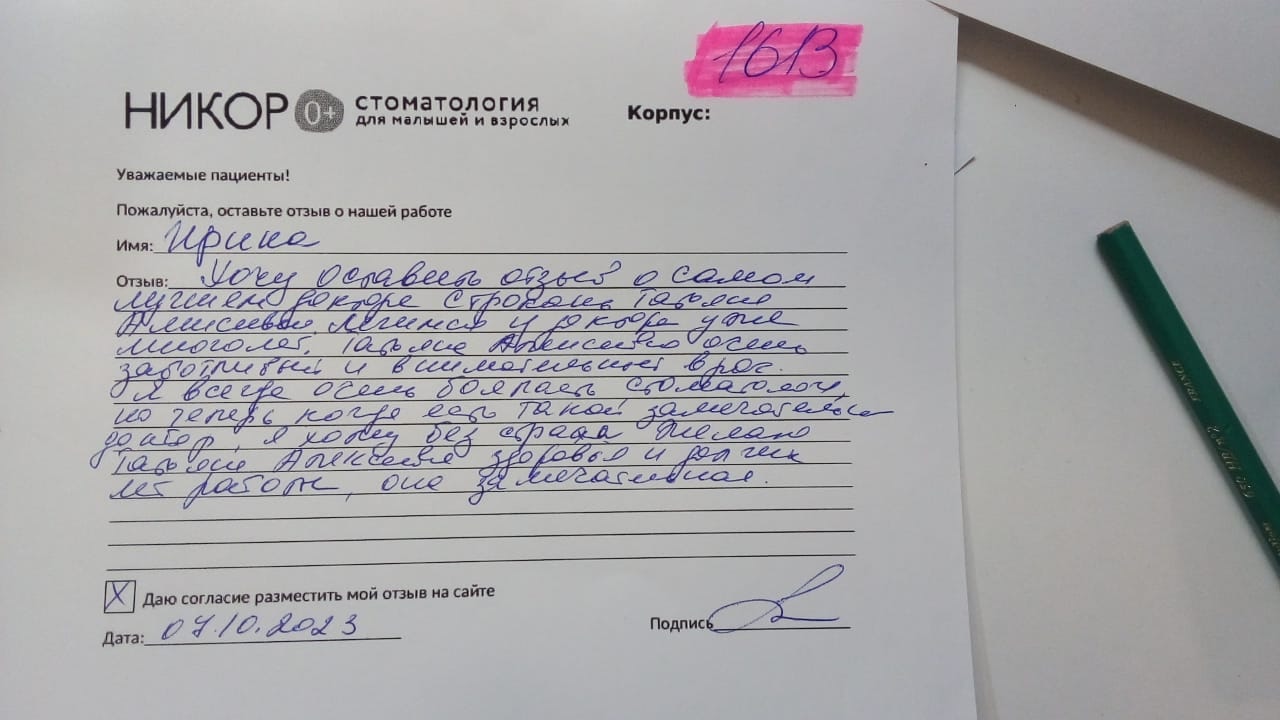 1613
НИКОР 0+ СТОМАТОЛОГИЯ
для малышей и взрослых
Корпус:
Уважаемые пациенты!
Пожалуйста, оставьте отзыв о нашей работе
Имя: Ирина
Отзыв: Хочу оставить отзыв о самом
лучшем докторе Строкань Татьяне
Алексеевне. Лечимся у доктора уже
много лет. Татьяна Алексеевна очень
заботливый и внимательный врач.
Я всегда очень боялась стоматологи,
но теперь когда есть такой замечательный
доктор, я хожу без страха. Желаю
Татьяне Алексеевне здоровья и долгих
лет работы, она замечательная.
X Даю согласие разместить мой отзыв на сайте
Дата: 07.10.2023
Подпись
FRANCE